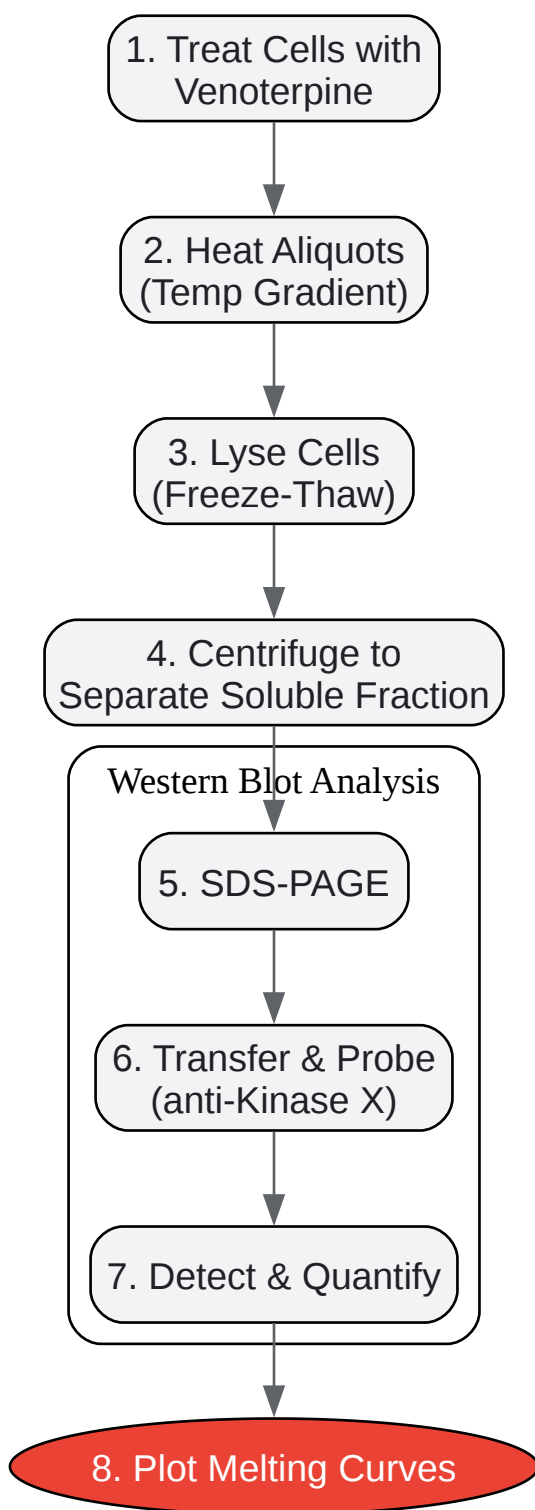 1. Treat Cells with
Venoterpine
2. Heat Aliquots
(Temp Gradient)
3. Lyse Cells
(Freeze-Thaw)
4. Centrifuge to
Separate Soluble Fraction
Western Blot Analysis
5. SDS-PAGE
6. Transfer & Probe
(anti-Kinase X)
7. Detect & Quantify
8. Plot Melting Curves